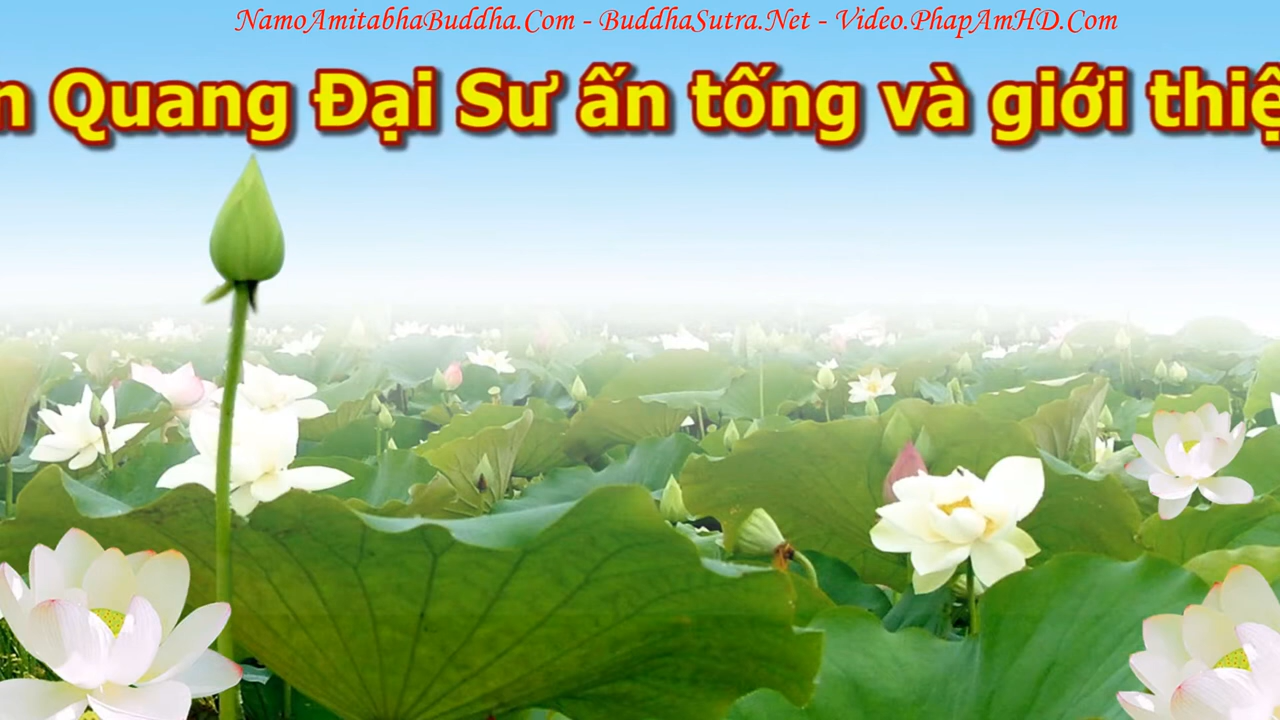 NamoAmitabhaBuddha.Com - BuddhaSutra.Net - Video.PhapAmHD.Com
Quang Đại Sư ấn tống và giới